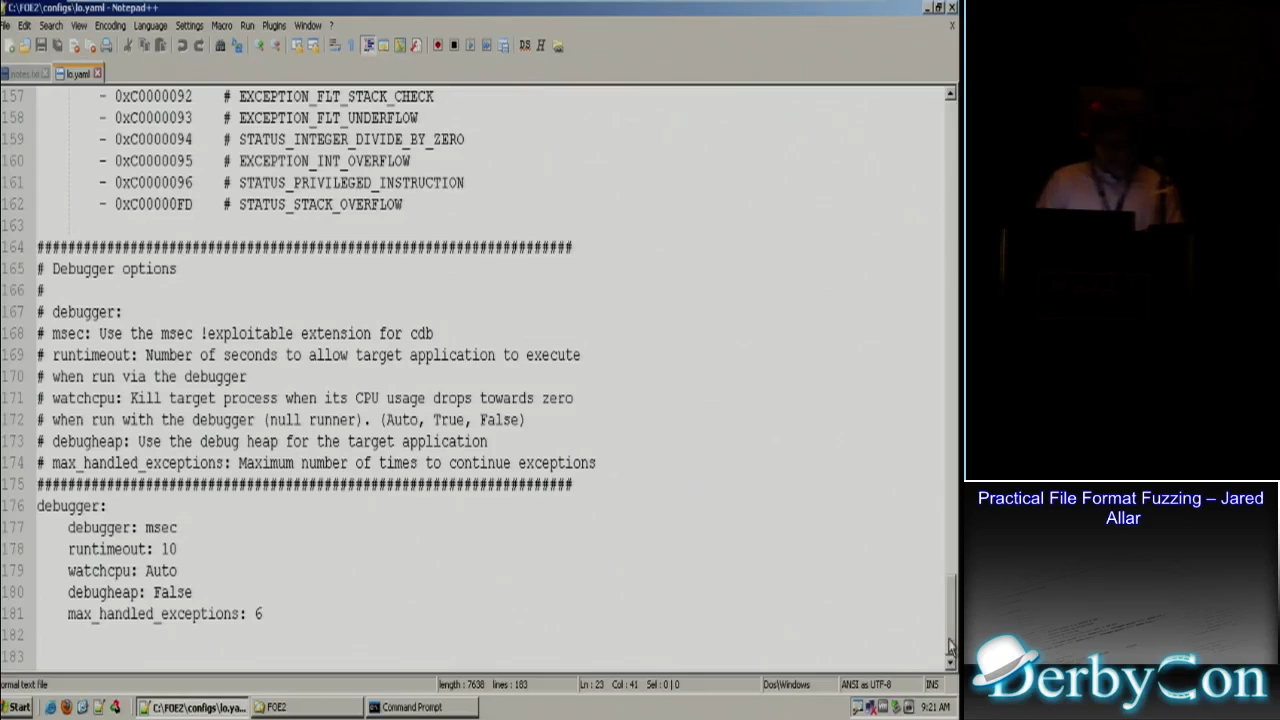 C:\FOE2\configs\lo.yaml - Notepad++
File Edit Search View Encoding Language Settings Macro Run Plugins Window ?
notes.txt lo.yaml
157 - 0xC0000092 # EXCEPTION_FLT_STACK_CHECK
158 - 0xC0000093 # EXCEPTION_FLT_UNDERFLOW
159 - 0xC0000094 # STATUS_INTEGER_DIVIDE_BY_ZERO
160 - 0xC0000095 # EXCEPTION_INT_OVERFLOW
161 - 0xC0000096 # STATUS_PRIVILEGED_INSTRUCTION
162 - 0xC00000FD # STATUS_STACK_OVERFLOW
163
164 #####################################################################
165 # Debugger options
166 #
167 # debugger:
168 # msec: Use the msec !exploitable extension for cdb
169 # runtimeout: Number of seconds to allow target application to execute
170 # when run via the debugger
171 # watchcpu: Kill target process when its CPU usage drops towards zero
172 # when run with the debugger (null runner). (Auto, True, False)
173 # debugheap: Use the debug heap for the target application
174 # max_handled_exceptions: Maximum number of times to continue exceptions
175 #####################################################################
176 debugger:
177 debugger: msec
178 runtimeout: 10
179 watchcpu: Auto
180 debugheap: False
181 max_handled_exceptions: 6
182
183
ormal text file length : 7638 lines : 183 Ln : 23 Col : 41 Sel : 0 | 0 Dos\Windows ANSI as UTF-8 INS
Start C:\FOE2\configs\lo.ya... FOE2 Command Prompt 9:21 AM
Practical File Format Fuzzing – Jared
Allar
DerbyCon